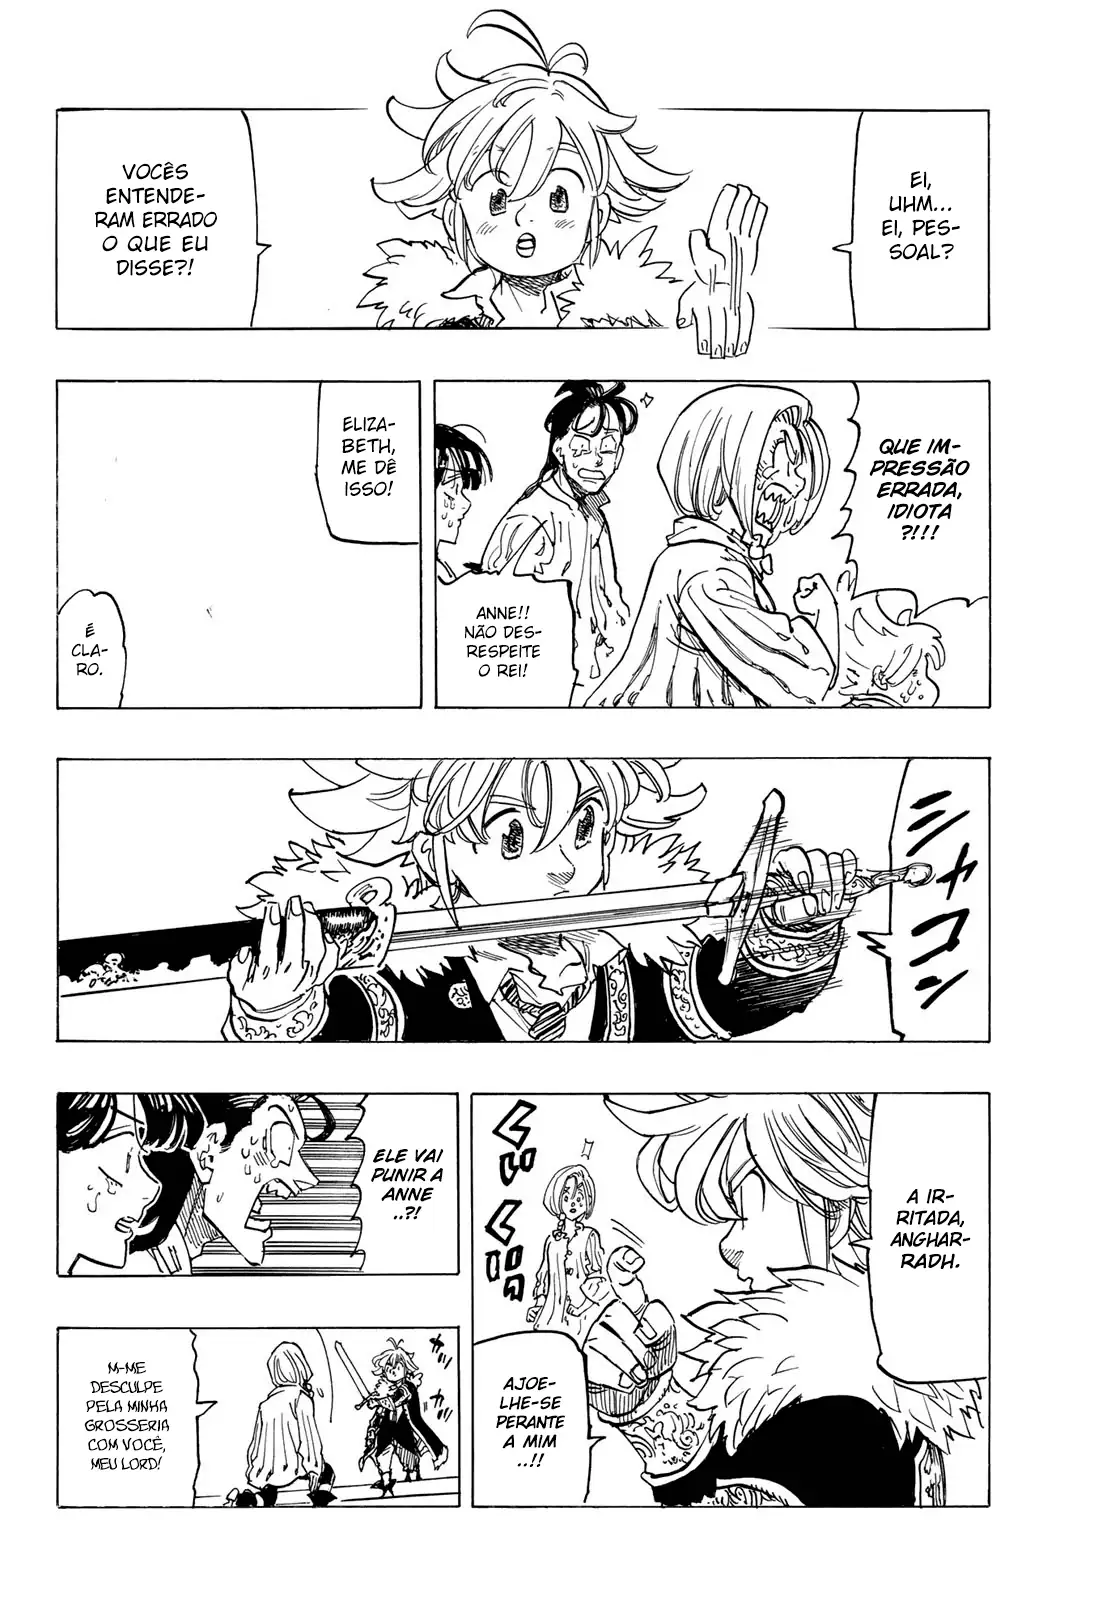 EI,
UHM...
EI, PES-
SOAL?
VOCÊS
ENTENDE-
RAM ERRADO
O QUE EU
DISSE?!
QUE IM-
PRESSÃO
ERRADA,
IDIOTA
?!!!
ANNE!!
NÃO DES-
RESPEITE
O REI!
ELIZA-
BETH,
ME DÊ
ISSO!
É
CLA-
RO.
シャコン
A IR-
RITADA,
ANGHAR-
RADH.
AJOE-
LHE-SE
PERANTE
A MIM
..!!
ELE VAI
PUNIR A
ANNE
..?!
M-ME
DESCULPE
PELA MINHA
GROSSERIA
COM VOCÊ,
MEU LORD!